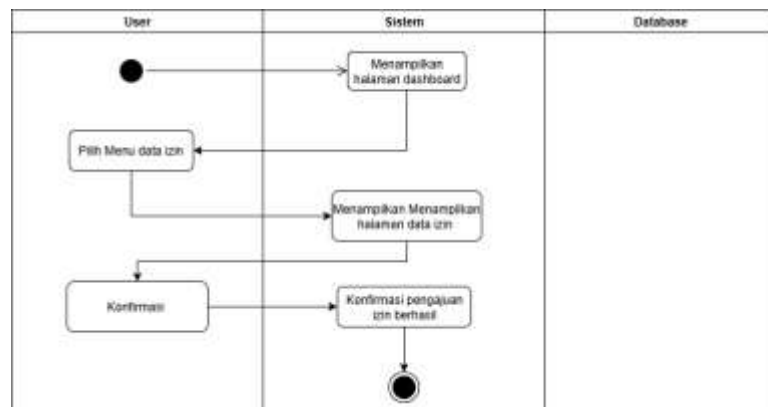 User
Sistem
Database
Menampilkan
halaman dashboard
Pilih Menu data izin
Menampilkan Menampilkan
halaman data izin
Konfirmasi
Konfirmasi pengajuan
izin berhasil